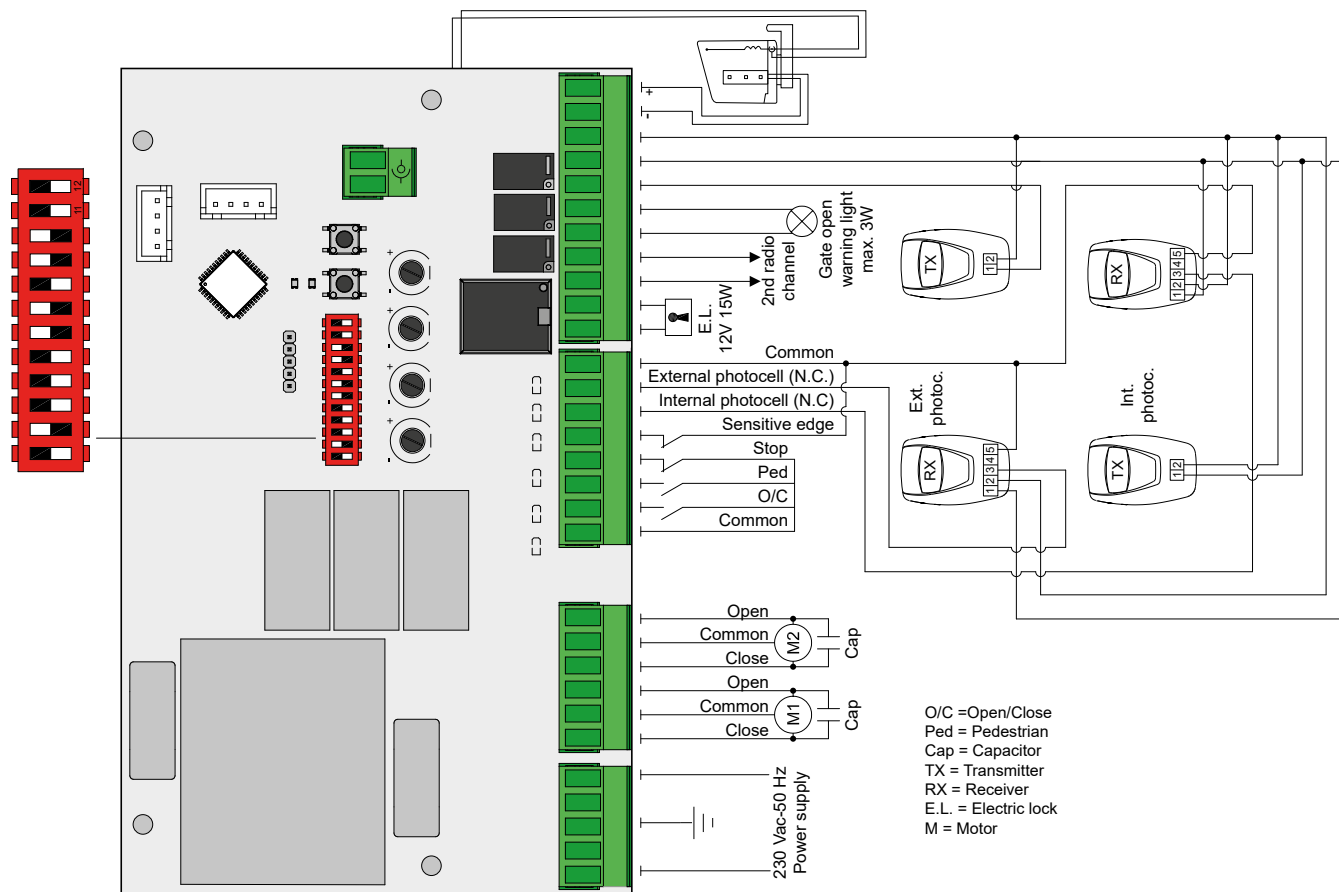 +
-
12
11
+
-
+
-
+
-
+
-
Gate open
warning light
max. 3W
2nd radio
channel
E.L.
12V 15W
TX
1 2
RX
1 2 3 4 5
Ext.
photoc.
Int.
photoc.
RX
1 2 3 4 5
TX
1 2
Common
External photocell (N.C.)
Internal photocell (N.C)
Sensitive edge
Stop
Ped
O/C
Common
Open
Common
Close
M2
Cap
Open
Common
Close
M1
Cap
230 Vac-50 Hz
Power supply
O/C =Open/Close
Ped = Pedestrian
Cap = Capacitor
TX = Transmitter
RX = Receiver
E.L. = Electric lock
M = Motor